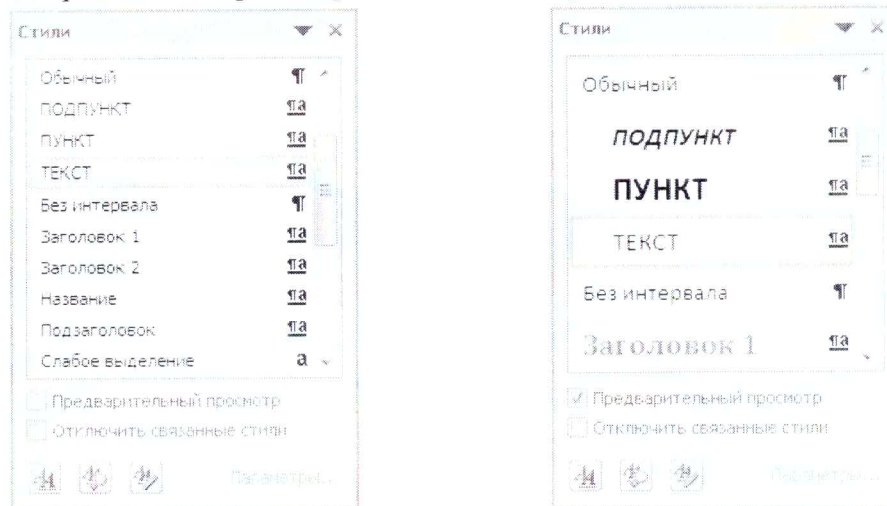 Стили
Обычный ¶
ПОДПУНКТ ¶a
ПУНКТ ¶a
ТЕКСТ ¶a
Без интервала ¶
Заголовок 1 ¶a
Заголовок 2 ¶a
Название ¶a
Подзаголовок ¶a
Слабое выделение a
Предварительный просмотр
Отключить связанные стили
Параметры...
Стили
Обычный ¶
ПОДПУНКТ ¶a
ПУНКТ ¶a
ТЕКСТ ¶a
Без интервала ¶
Заголовок 1 ¶a
Предварительный просмотр
Отключить связанные стили
Параметры...